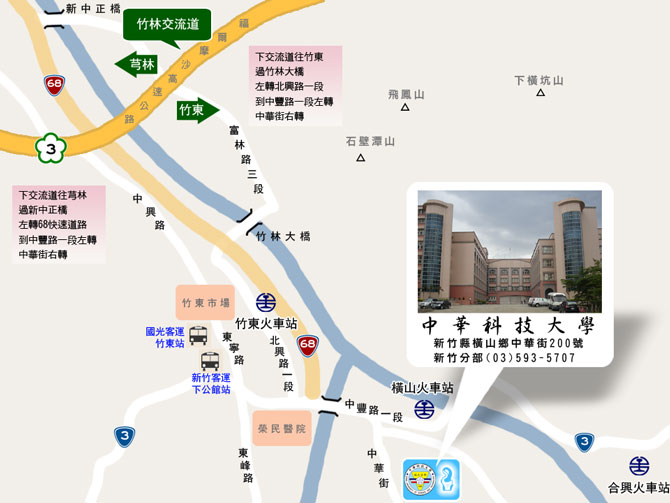 新中正橋
竹林交流道
福爾摩沙高速公路
芎林
竹東
68
3
下交流道往竹東
過竹林大橋
左轉北興路一段
到中豐路一段左轉
中華街右轉
飛鳳山
下橫坑山
石壁潭山
富林路三段
下交流道往芎林
過新中正橋
左轉68快速道路
到中豐路一段左轉
中華街右轉
中興路
竹林大橋
竹東市場
竹東火車站
國光客運
竹東站
新竹客運
下公館站
東寧路
北興路一段
68
中華科技大學
新竹縣橫山鄉中華街200號
新竹分部(03)593-5707
橫山火車站
中豐路一段
榮民醫院
3
東峰路
中華街
3
合興火車站